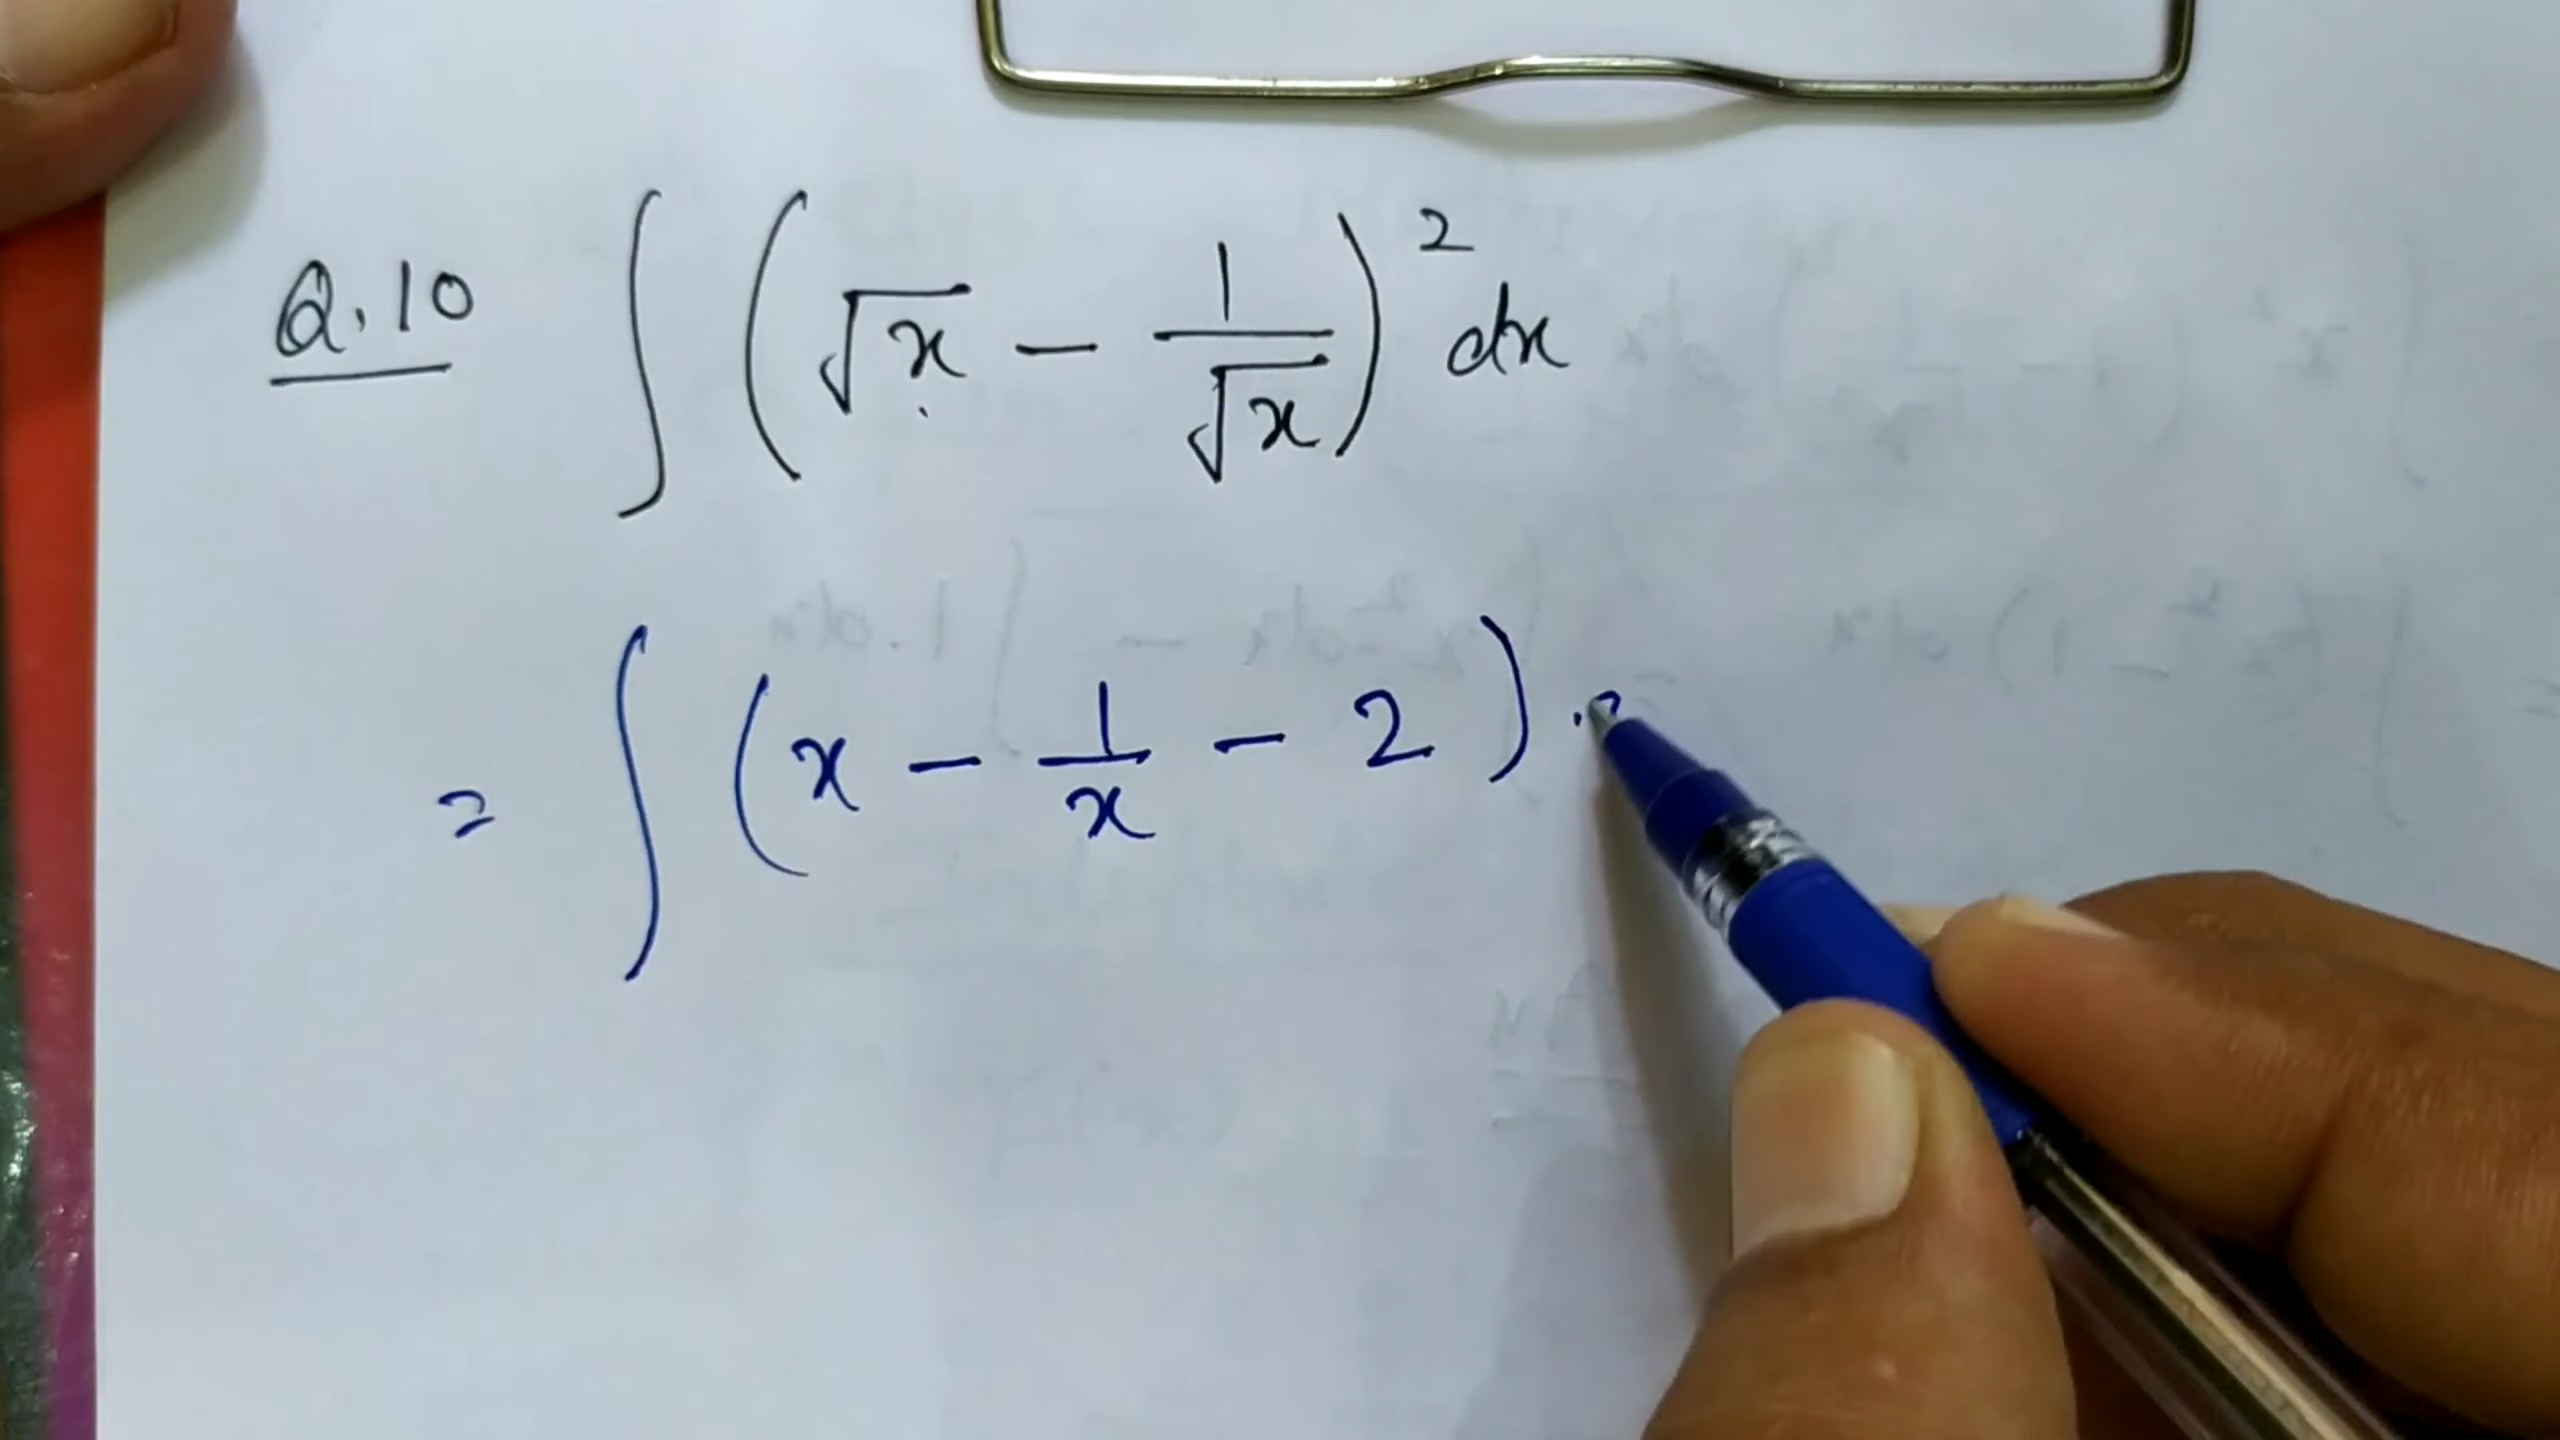 Q.10 ∫ (√x - 1/√x)² dx
= ∫ (x - 1/x - 2) .